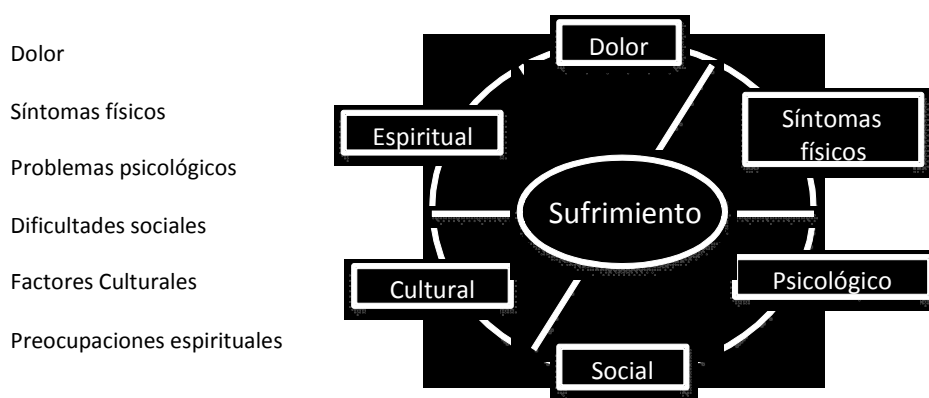 Dolor
Síntomas físicos
Problemas psicológicos
Dificultades sociales
Factores Culturales
Preocupaciones espirituales
Dolor
Síntomas
físicos
Espiritual
Sufrimiento
Cultural
Psicológico
Social